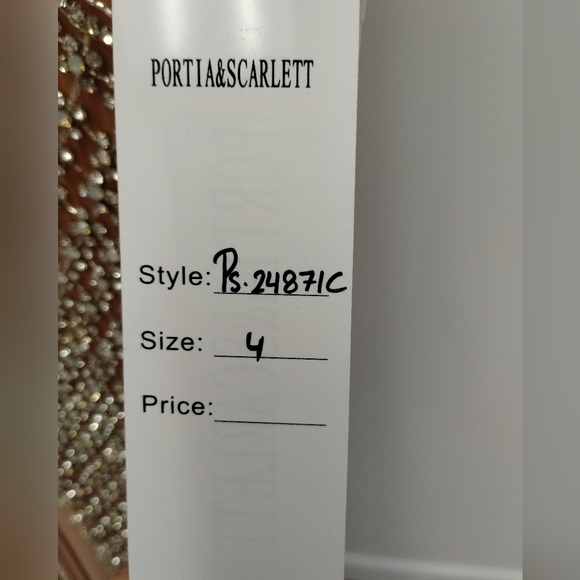 PORTIA&SCARLETT
Style: Ps.24871C
Size: 4
Price: